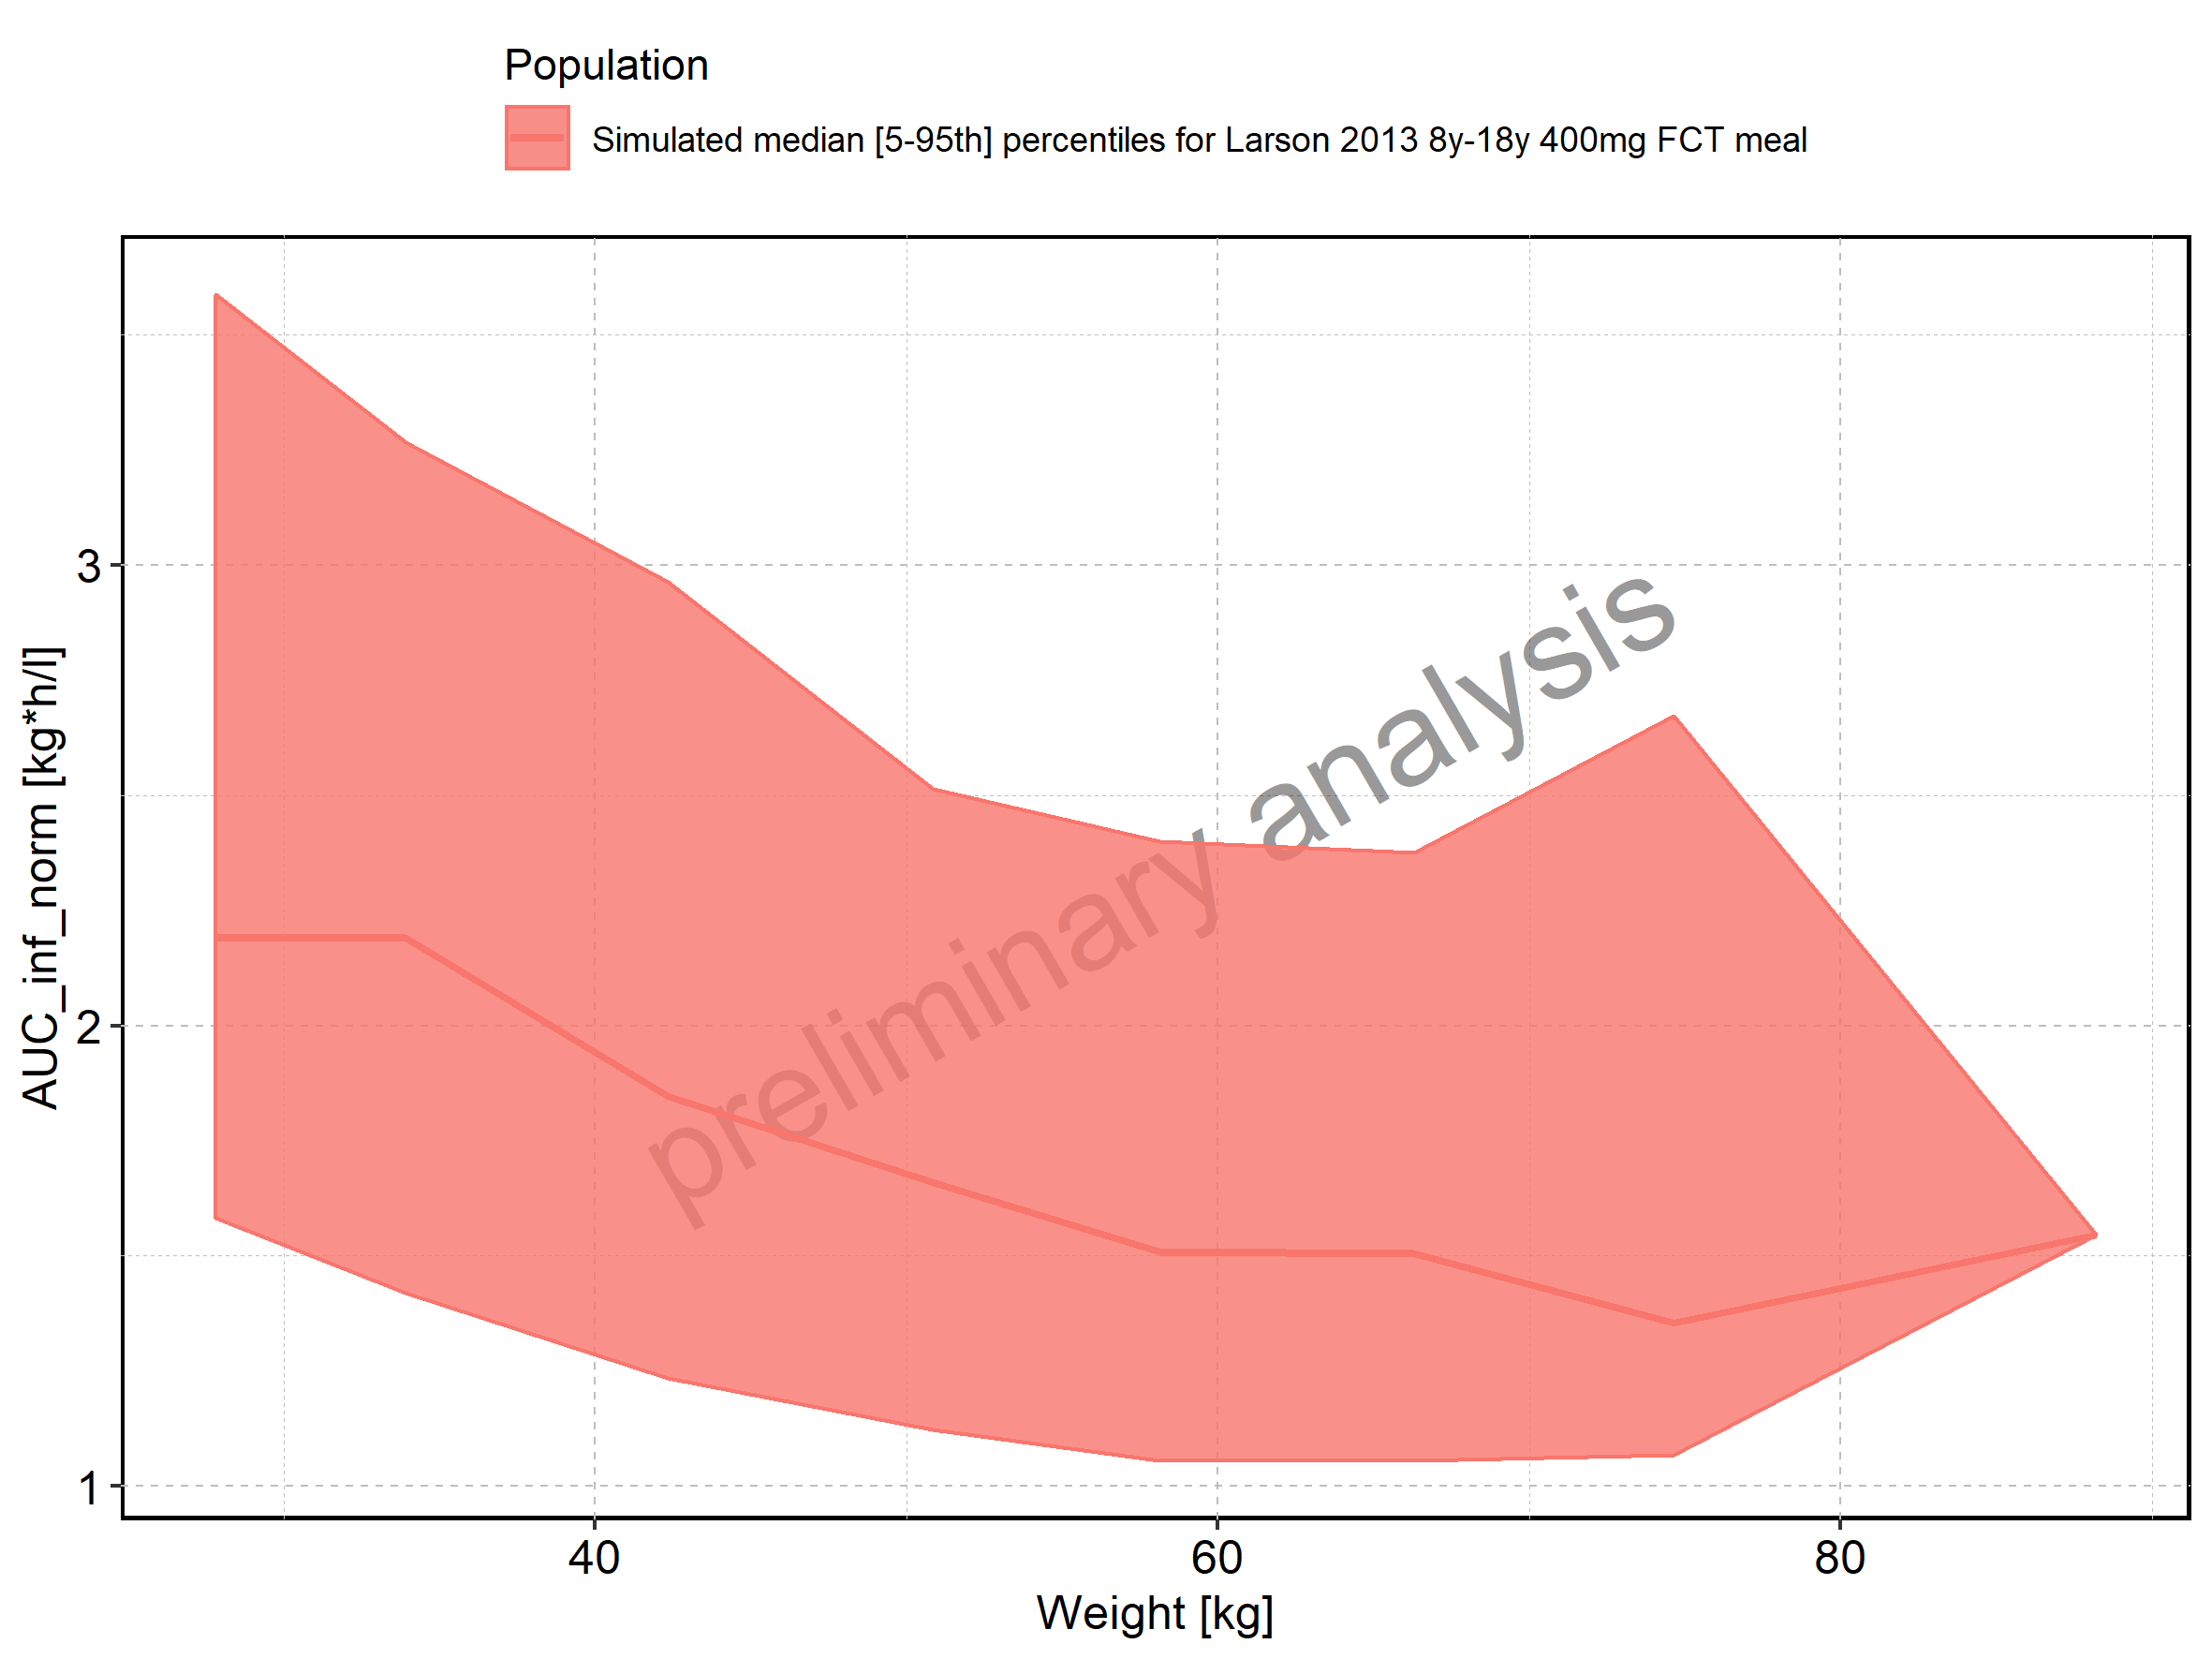 Population
Simulated median [5-95th] percentiles for Larson 2013 8y-18y 400mg FCT meal
AUC_inf_norm [kg*h/l]
3
2
1
preliminary analysis
40
60
80
Weight [kg]